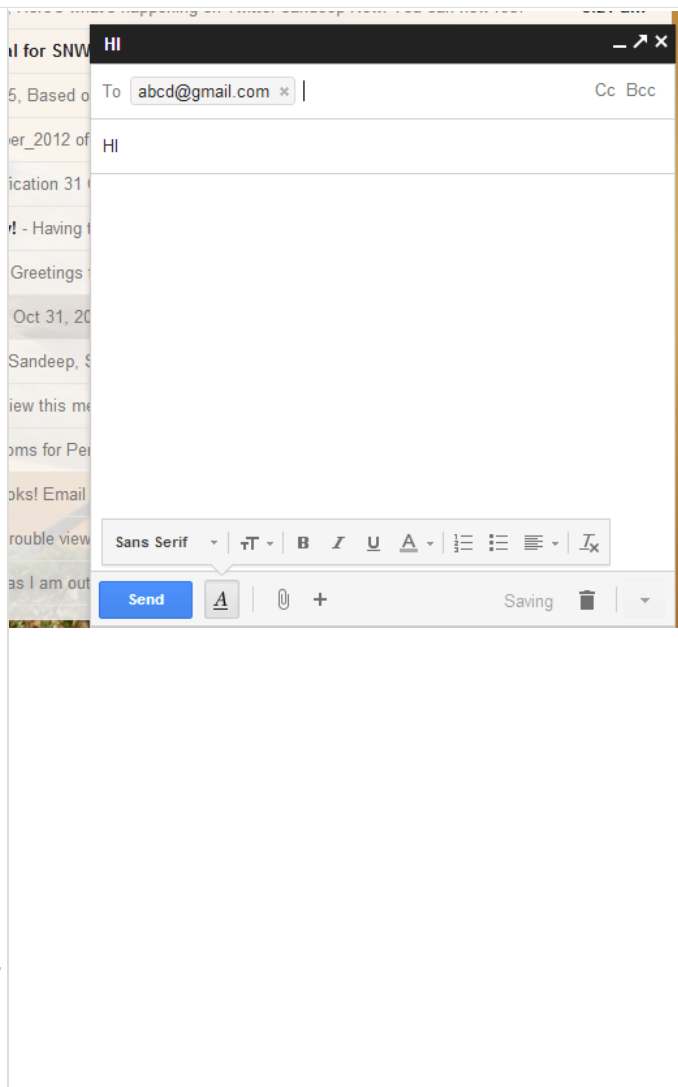 HI
al for SNW
To abcd@gmail.com × Cc Bcc
5, Based o
er_2012 of
HI
ication 31
! - Having
Greetings
Oct 31, 20
Sandeep,
iew this me
oms for Per
oks! Email
rouble view
Sans Serif
as I am out
Send A Saving